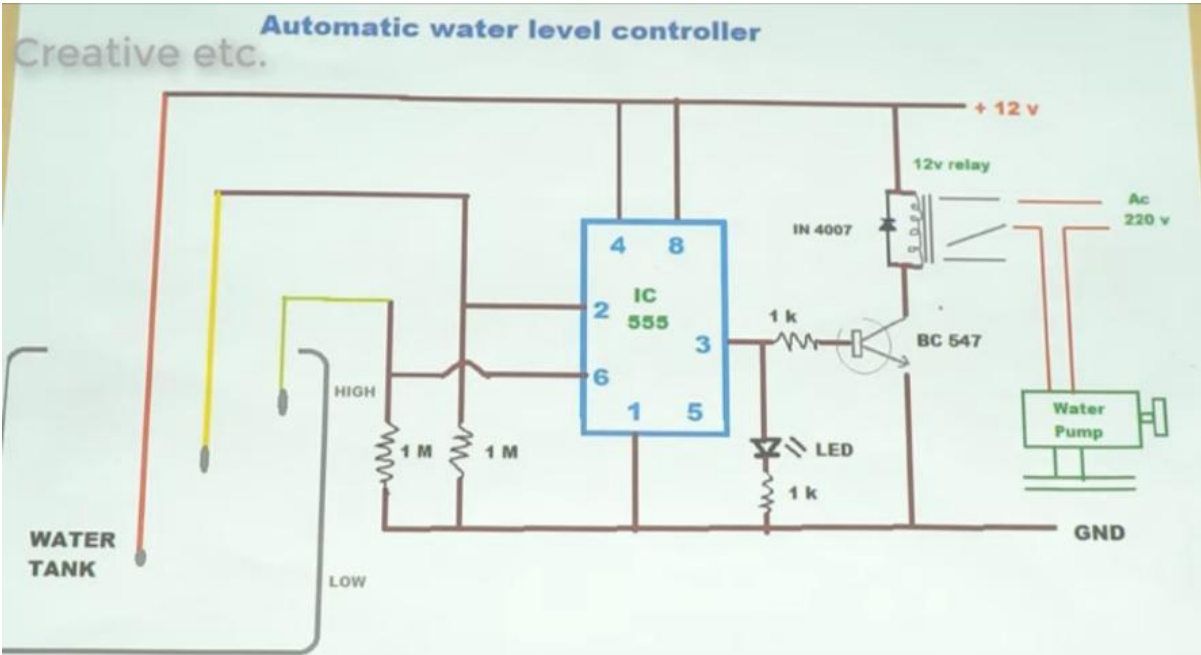 Automatic water level controller
Creative etc.
+ 12 v
12v relay
Ac
220 v
IN 4007
4 8
IC
555
2
3
6
1 5
1 k
BC 547
HIGH
1 M
1 M
LED
1 k
Water
Pump
WATER
TANK
LOW
GND